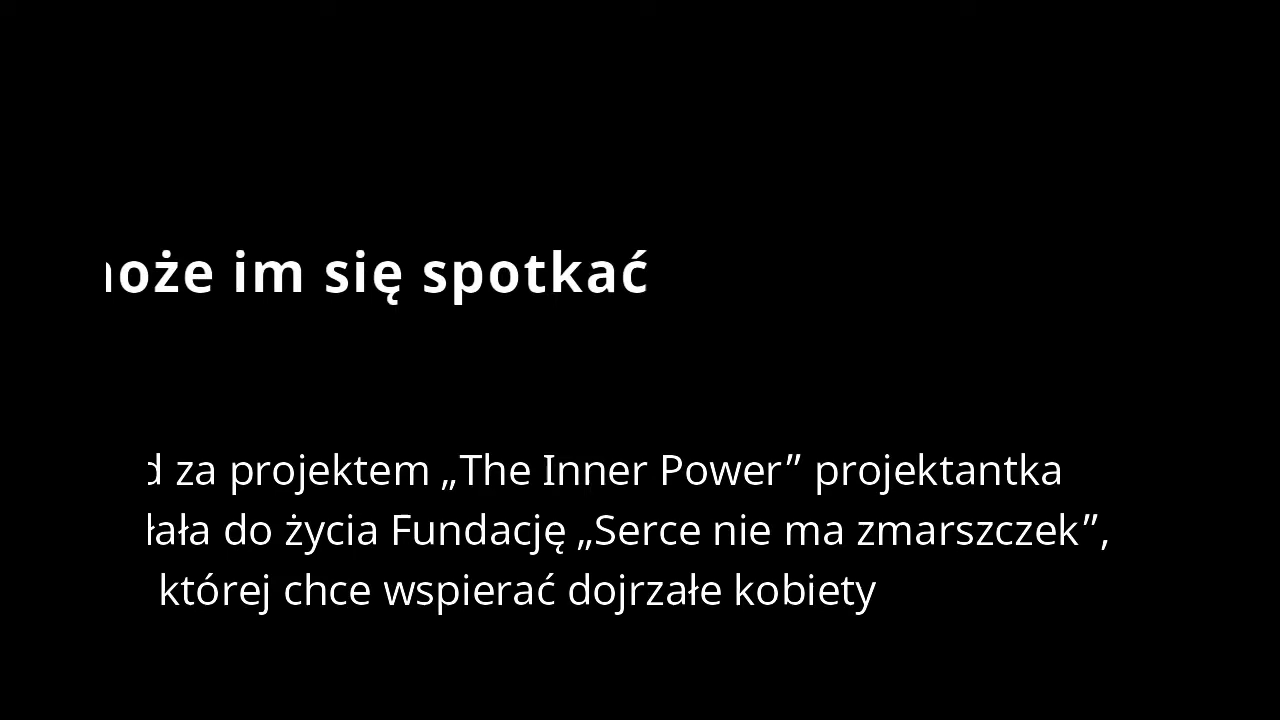 oże im się spotkać
d za projektem „The Inner Power” projektantka
łała do życia Fundację „Serce nie ma zmarszczek”,
której chce wspierać dojrzałe kobiety